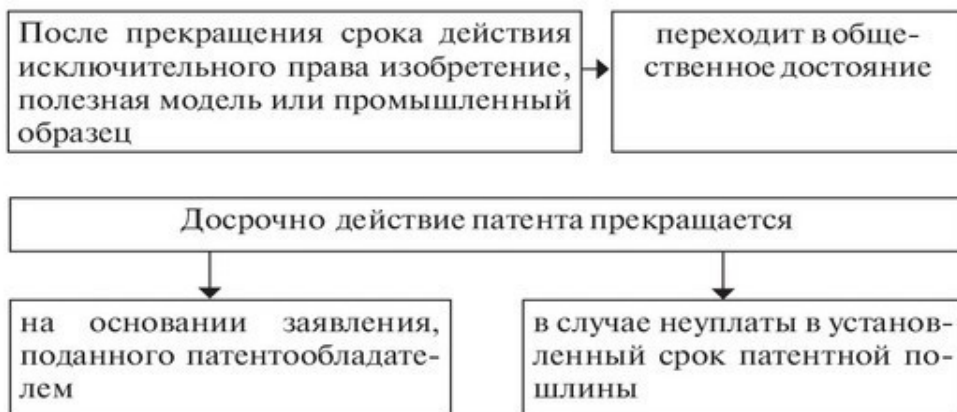 После прекращения срока действия
исключительного права изобретение,
полезная модель или промышленный
образец
переходит в обще-
ственное достояние
Досрочно действие патента прекращается
на основании заявления,
поданного патентообладате-
лем
в случае неуплаты в установ-
ленный срок патентной по-
шлины